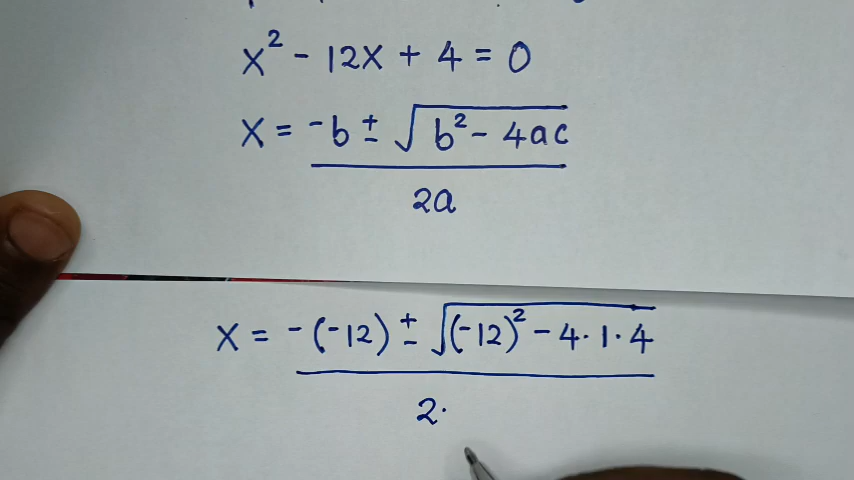 x² - 12x + 4 = 0
x = -b ± √(b² - 4ac) / 2a
x = -(-12) ± √((-12)² - 4·1·4) / 2·